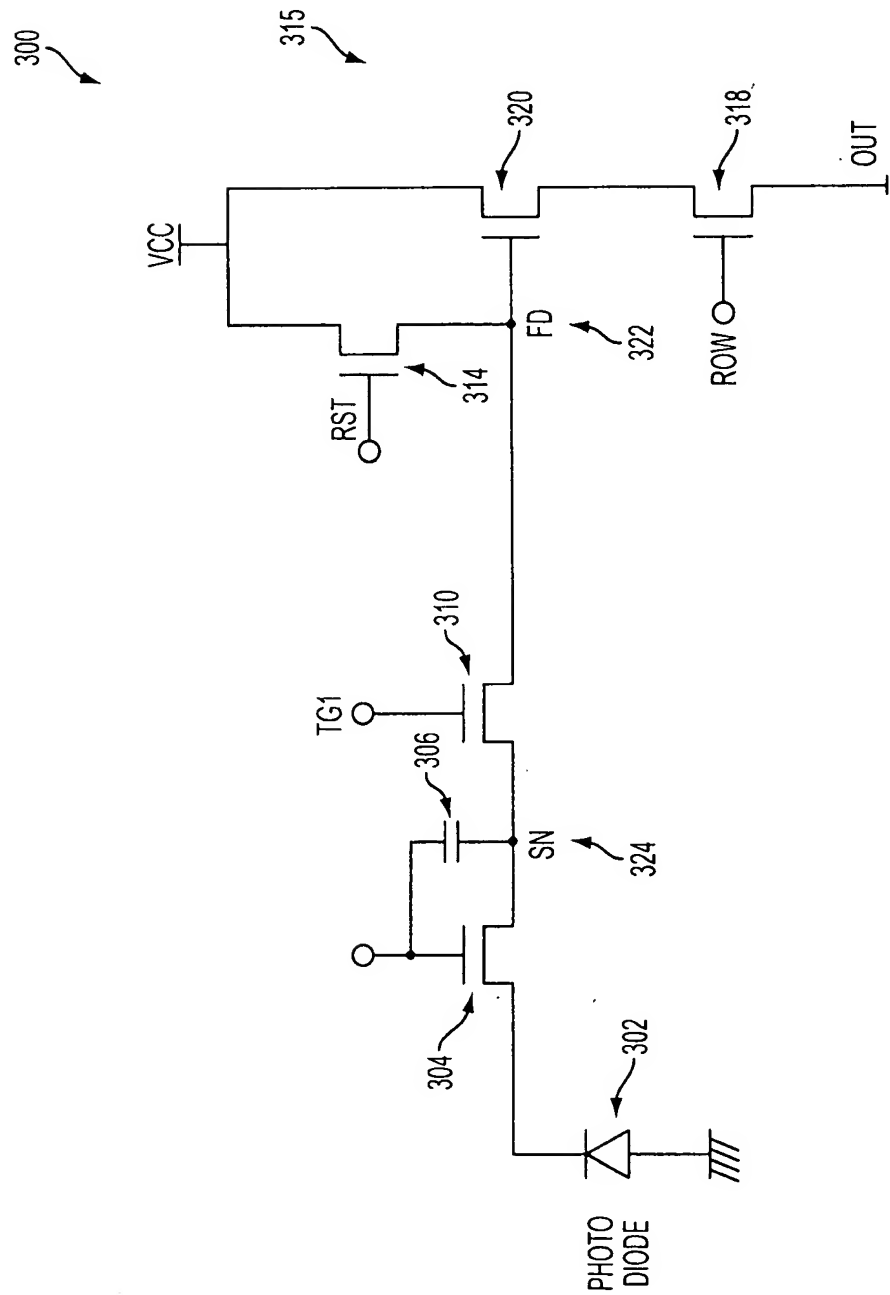 300
315
VCC
320
318
OUT
RST
314
FD
322
ROW
TG1
310
306
SN
324
304
302
PHOTO
DIODE